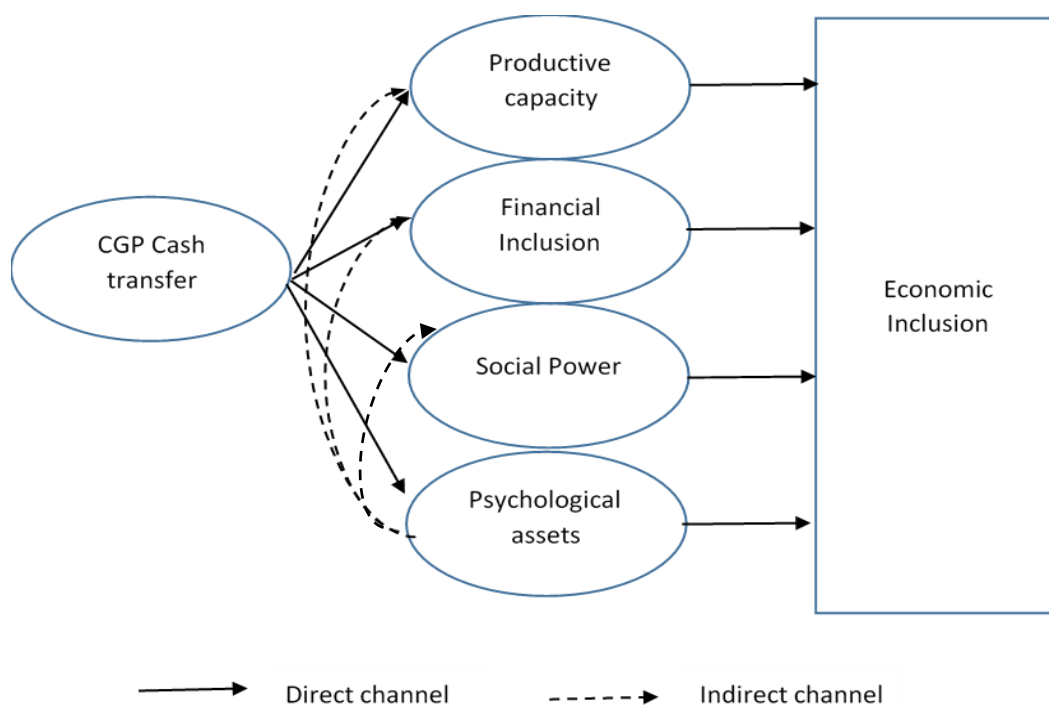 Productive
capacity
Financial
Inclusion
CGP Cash
transfer
Economic
Inclusion
Social Power
Psychological
assets
Direct channel
Indirect channel